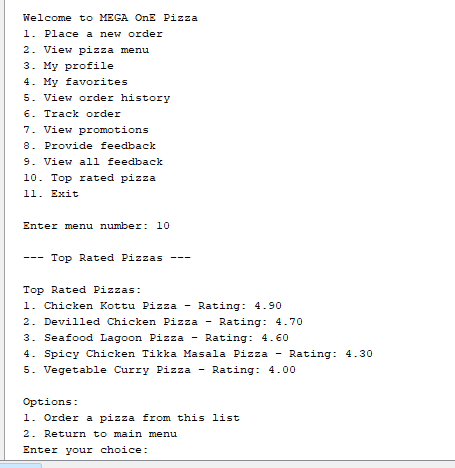 Welcome to MEGA OnE Pizza
1. Place a new order
2. View pizza menu
3. My profile
4. My favorites
5. View order history
6. Track order
7. View promotions
8. Provide feedback
9. View all feedback
10. Top rated pizza
11. Exit
Enter menu number: 10
--- Top Rated Pizzas ---
Top Rated Pizzas:
1. Chicken Kottu Pizza - Rating: 4.90
2. Devilled Chicken Pizza - Rating: 4.70
3. Seafood Lagoon Pizza - Rating: 4.60
4. Spicy Chicken Tikka Masala Pizza - Rating: 4.30
5. Vegetable Curry Pizza - Rating: 4.00
Options:
1. Order a pizza from this list
2. Return to main menu
Enter your choice: